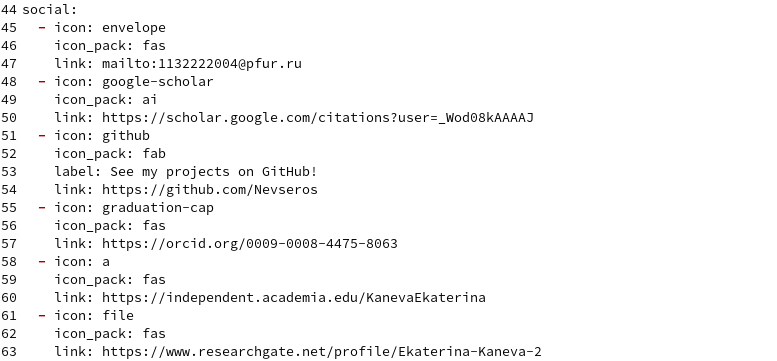 44 social:
45   - icon: envelope
46     icon_pack: fas
47     link: mailto:1132222004@pfur.ru
48   - icon: google-scholar
49     icon_pack: ai
50     link: https://scholar.google.com/citations?user=_Wod08kAAAAJ
51   - icon: github
52     icon_pack: fab
53     label: See my projects on GitHub!
54     link: https://github.com/Nevseros
55   - icon: graduation-cap
56     icon_pack: fas
57     link: https://orcid.org/0009-0008-4475-8063
58   - icon: a
59     icon_pack: fas
60     link: https://independent.academia.edu/KanevaEkaterina
61   - icon: file
62     icon_pack: fas
63     link: https://www.researchgate.net/profile/Ekaterina-Kaneva-2